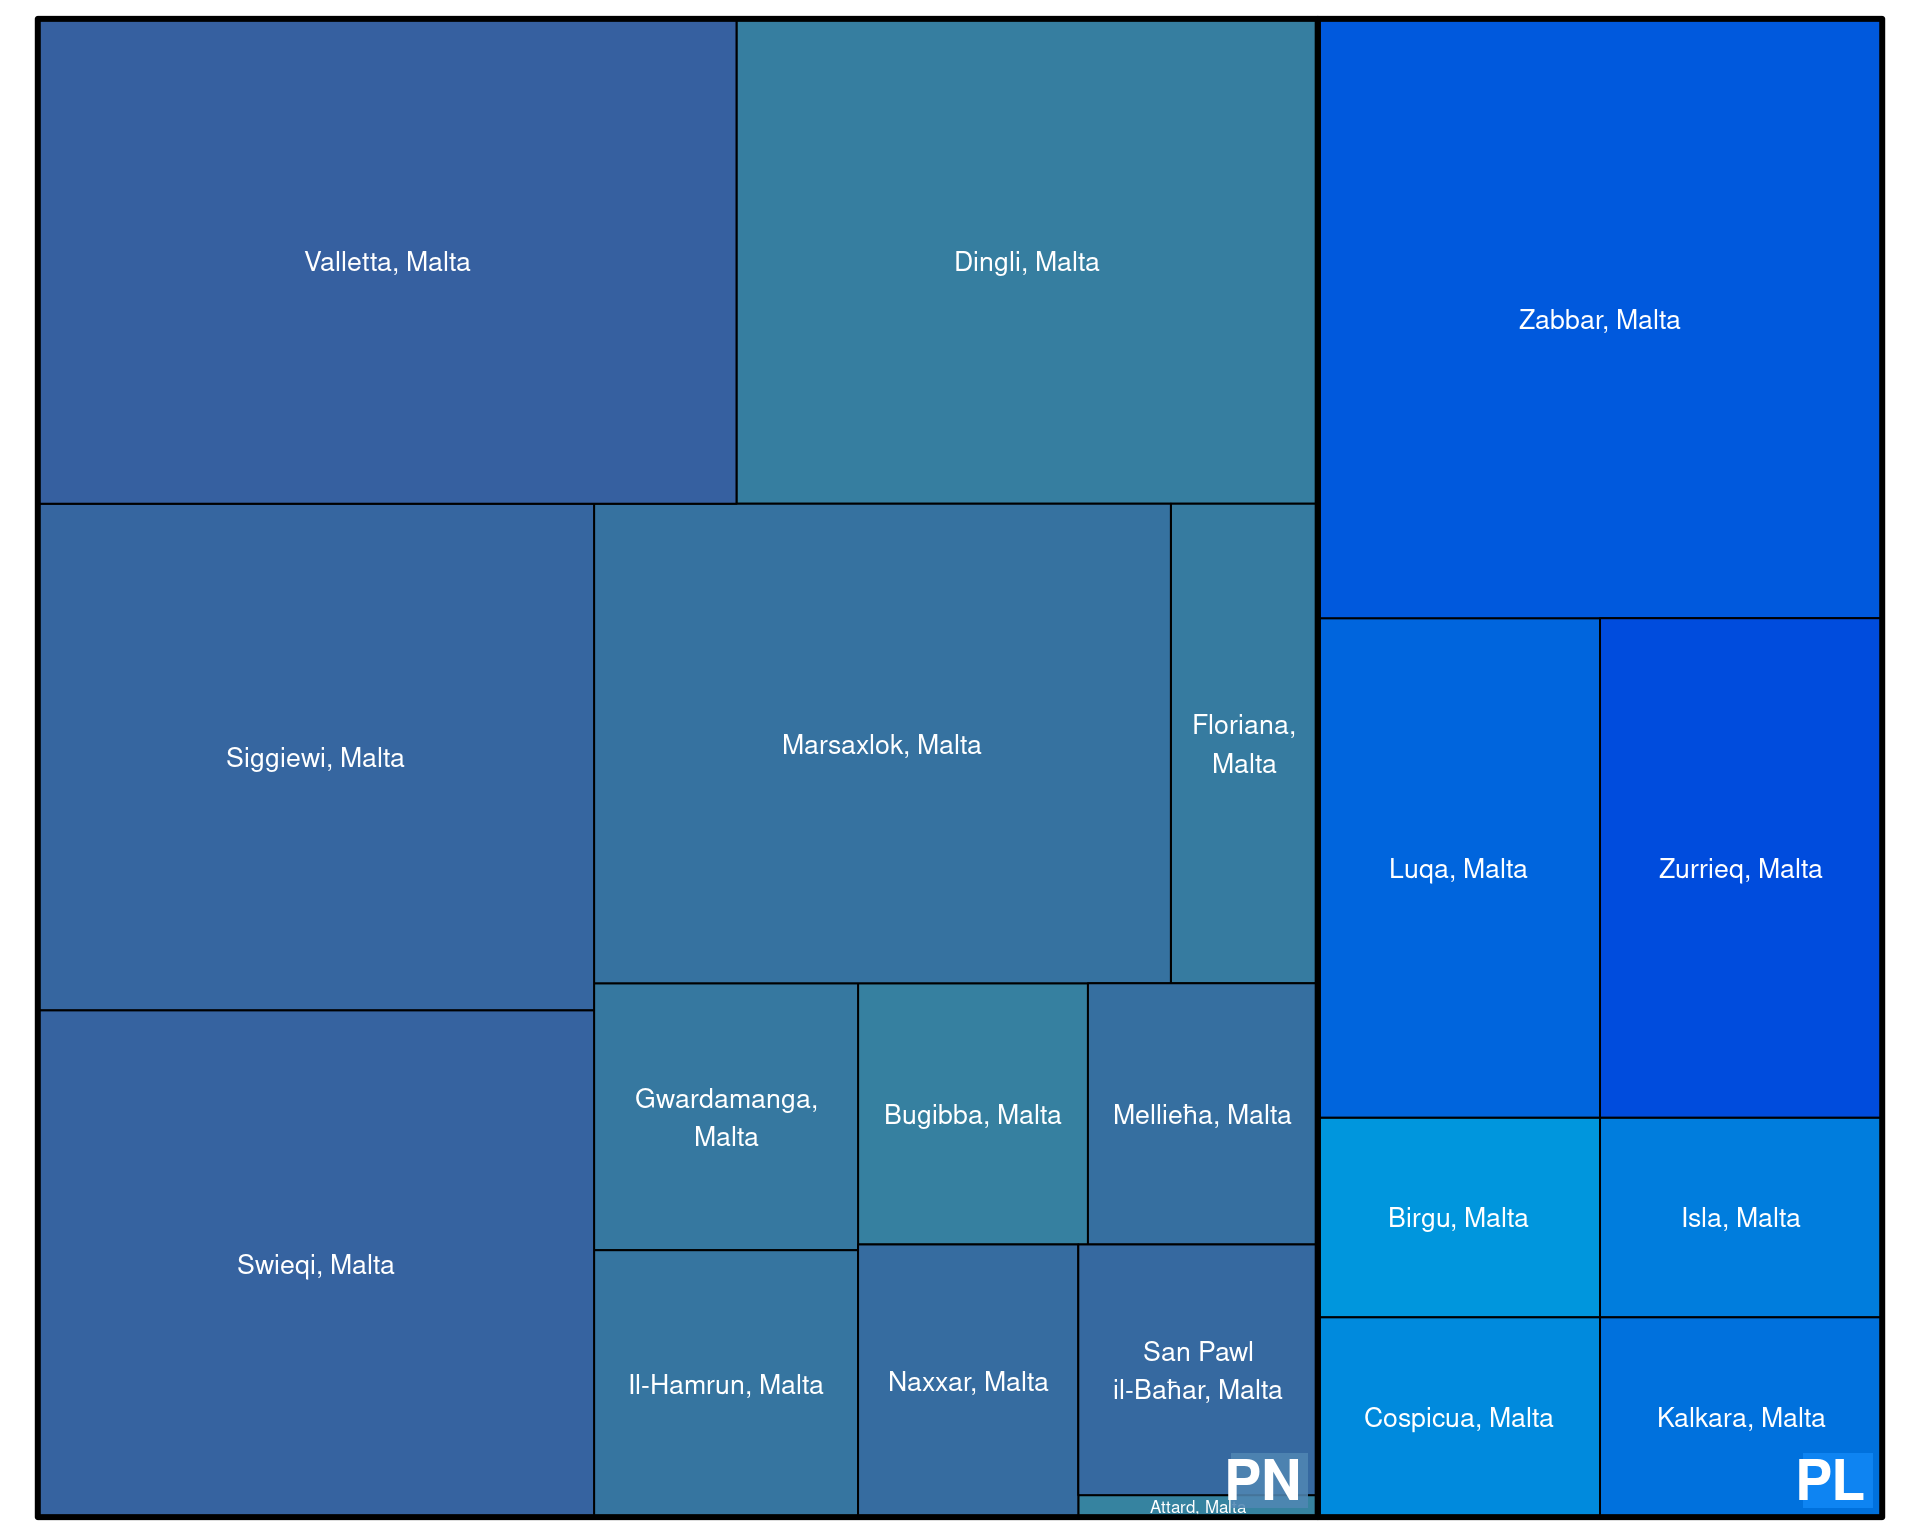 Valletta, Malta
Dingli, Malta
Zabbar, Malta
Siggiewi, Malta
Marsaxlok, Malta
Floriana,
Malta
Luqa, Malta
Zurrieq, Malta
Gwardamanga,
Malta
Bugibba, Malta
Mellieħa, Malta
Birgu, Malta
Isla, Malta
Swieqi, Malta
Il-Hamrun, Malta
Naxxar, Malta
San Pawl
il-Baħar, Malta
Cospicua, Malta
Kalkara, Malta
PN
PL
Attard, Malta